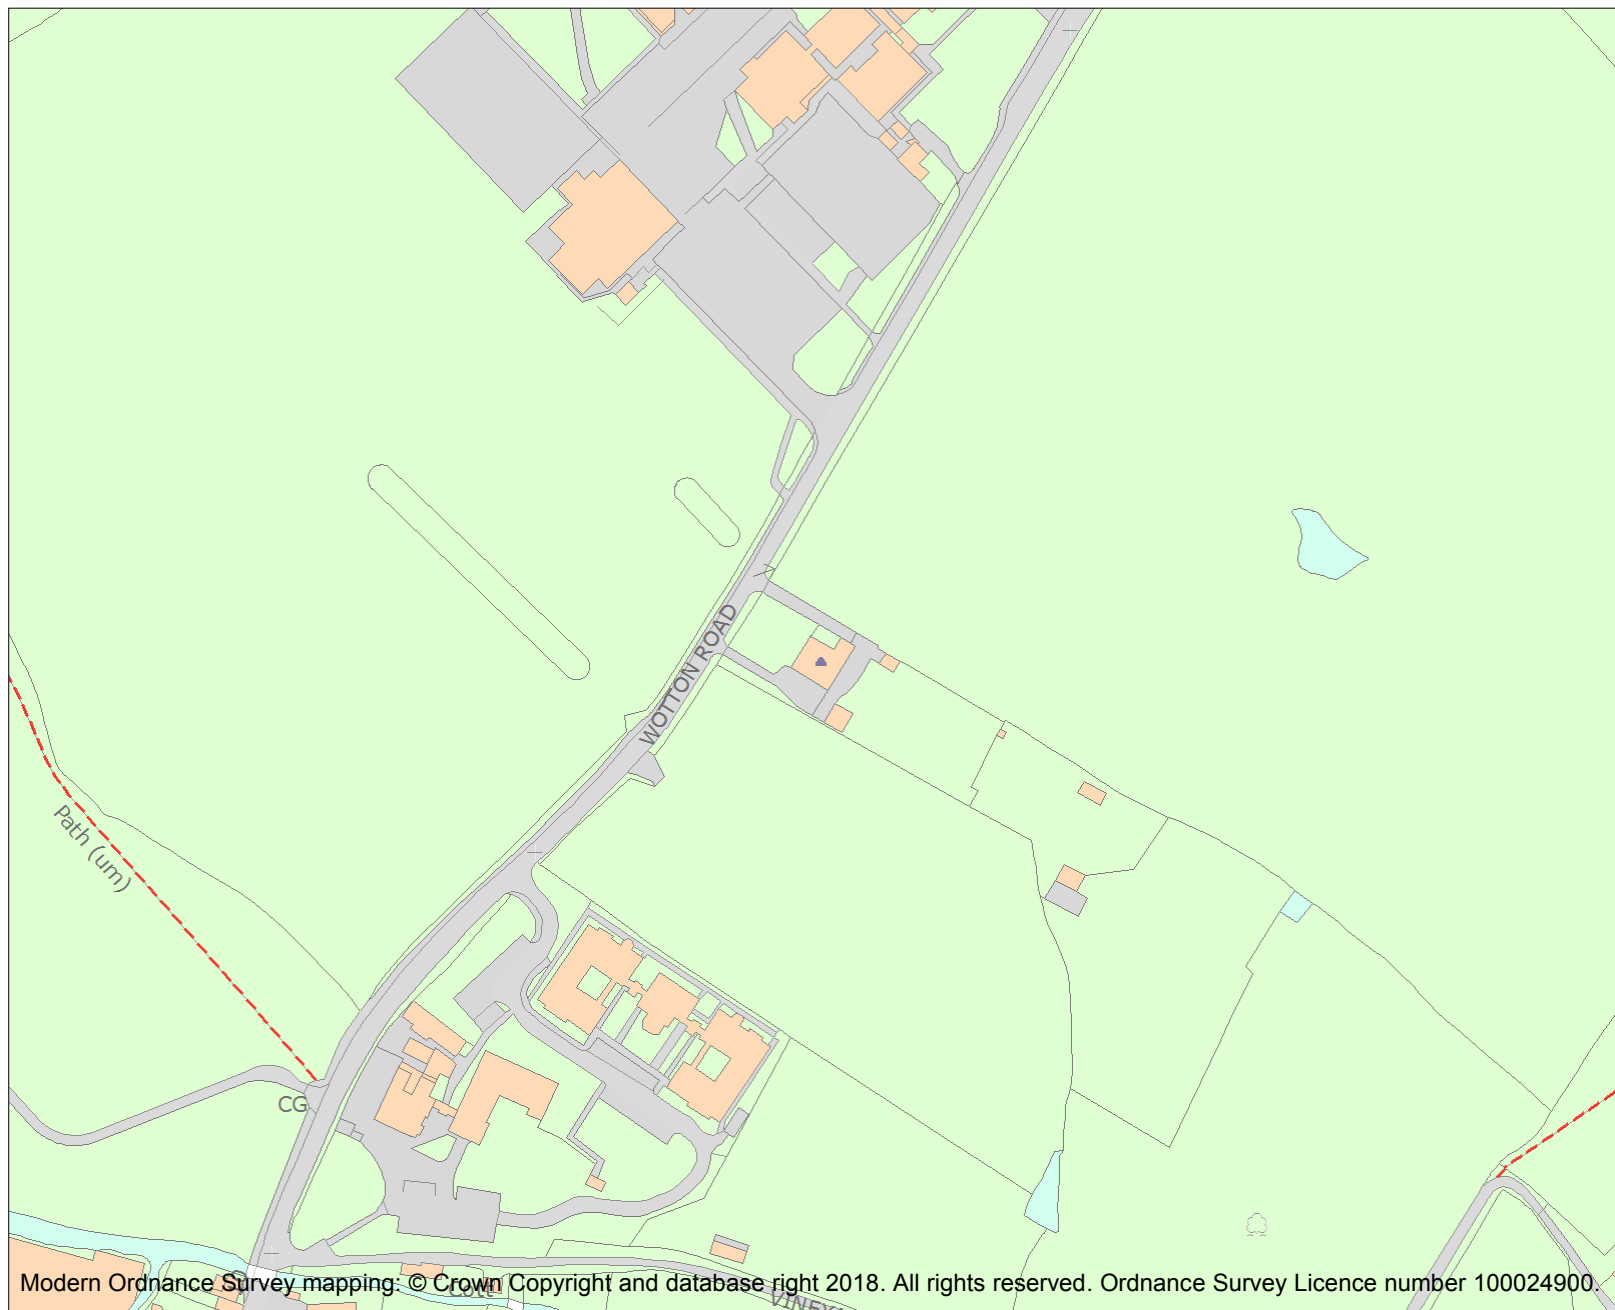 WOTTON ROAD
Path (um)
CG
Cott
Modern Ordnance Survey mapping: © Crown Copyright and database right 2018. All rights reserved. Ordnance Survey Licence number 100024900.